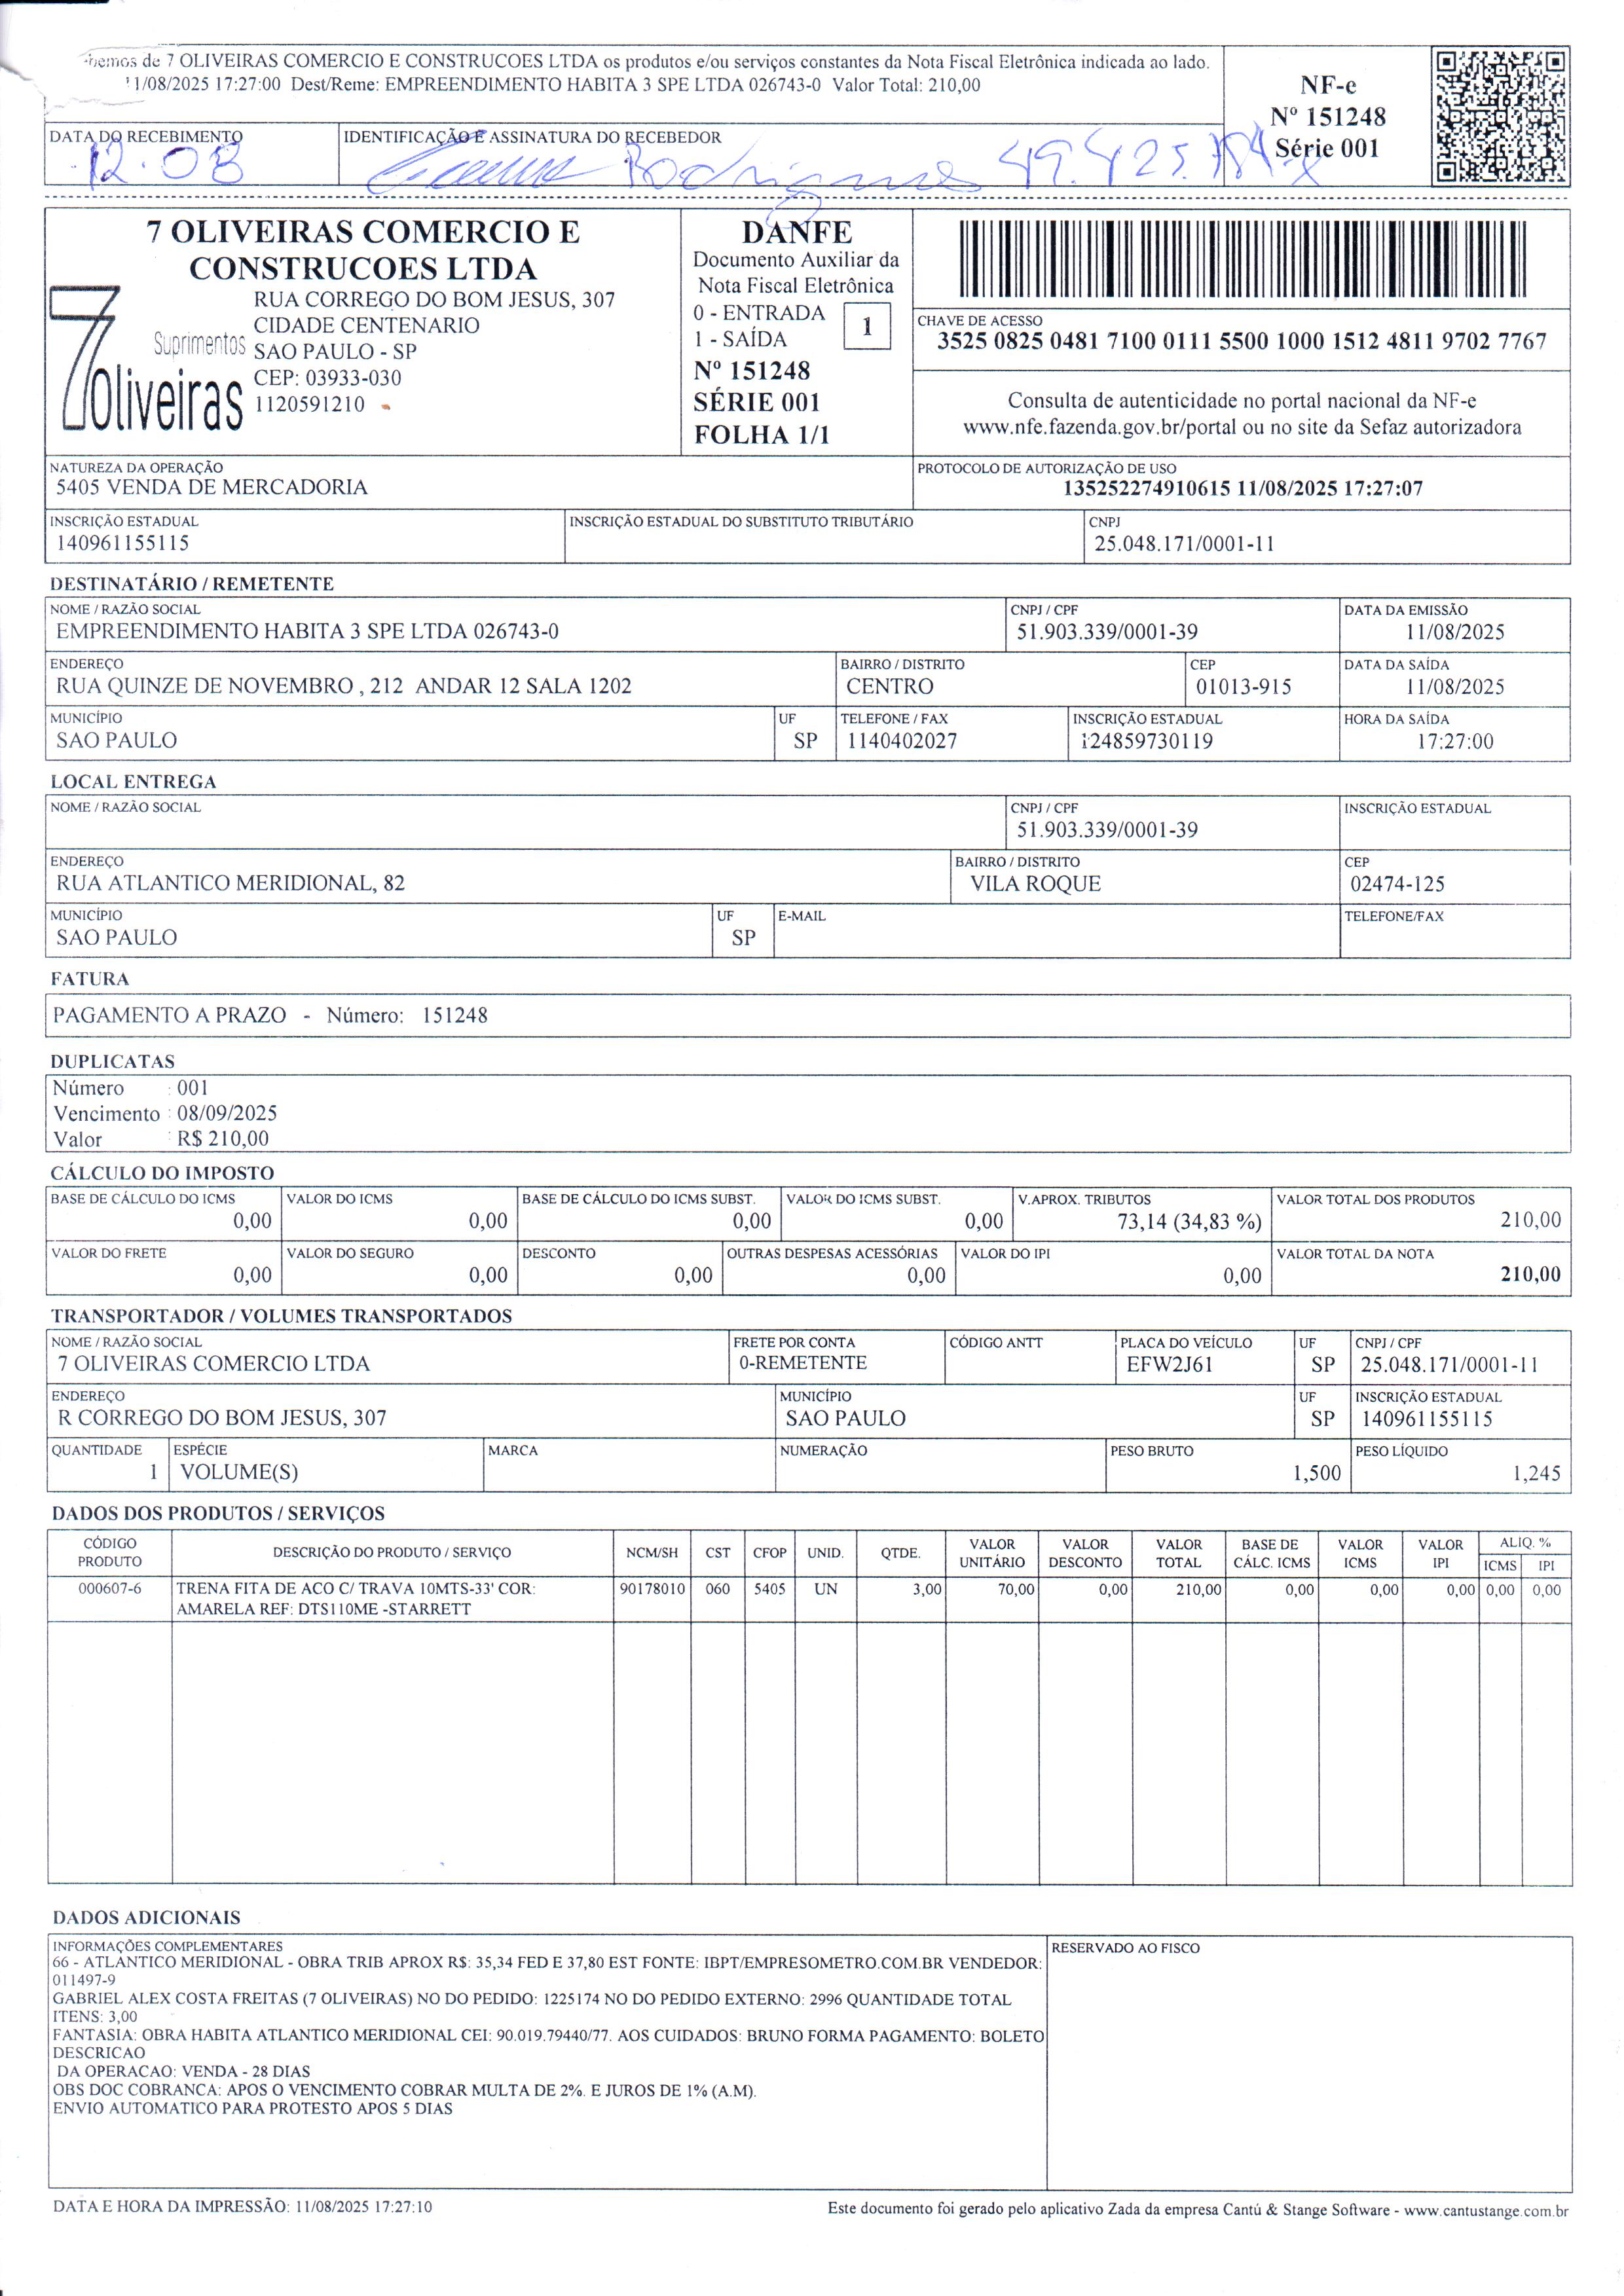 bemos de 7 OLIVEIRAS COMERCIO E CONSTRUCOES LTDA os produtos e/ou serviços constantes da Nota Fiscal Eletrônica indicada ao lado.
11/08/2025 17:27:00 Dest/Reme: EMPREENDIMENTO HABITA 3 SPE LTDA 026743-0 Valor Total: 210,00
NF-e
Nº 151248
Série 001
DATA DO RECEBIMENTO
12.08
IDENTIFICAÇÃO E ASSINATURA DO RECEBEDOR
Rodrigues 49.425.
7 OLIVEIRAS COMERCIO E
CONSTRUCOES LTDA
7 Oliveiras Suprimentos
RUA CORREGO DO BOM JESUS, 307
CIDADE CENTENARIO
SAO PAULO - SP
CEP: 03933-030
1120591210
DANFE
Documento Auxiliar da
Nota Fiscal Eletrônica
0 - ENTRADA
1 - SAÍDA
1
Nº 151248
SÉRIE 001
FOLHA 1/1
CHAVE DE ACESSO
3525 0825 0481 7100 0111 5500 1000 1512 4811 9702 7767
Consulta de autenticidade no portal nacional da NF-e
www.nfe.fazenda.gov.br/portal ou no site da Sefaz autorizadora
NATUREZA DA OPERAÇÃO
5405 VENDA DE MERCADORIA
PROTOCOLO DE AUTORIZAÇÃO DE USO
135252274910615 11/08/2025 17:27:07
INSCRIÇÃO ESTADUAL
140961155115
INSCRIÇÃO ESTADUAL DO SUBSTITUTO TRIBUTÁRIO
CNPJ
25.048.171/0001-11
DESTINATÁRIO / REMETENTE
NOME / RAZÃO SOCIAL
EMPREENDIMENTO HABITA 3 SPE LTDA 026743-0
CNPJ / CPF
51.903.339/0001-39
DATA DA EMISSÃO
11/08/2025
ENDEREÇO
RUA QUINZE DE NOVEMBRO , 212 ANDAR 12 SALA 1202
BAIRRO / DISTRITO
CENTRO
CEP
01013-915
DATA DA SAÍDA
11/08/2025
MUNICÍPIO
SAO PAULO
UF
SP
TELEFONE / FAX
1140402027
INSCRIÇÃO ESTADUAL
124859730119
HORA DA SAÍDA
17:27:00
LOCAL ENTREGA
NOME / RAZÃO SOCIAL
CNPJ / CPF
51.903.339/0001-39
INSCRIÇÃO ESTADUAL
ENDEREÇO
RUA ATLANTICO MERIDIONAL, 82
BAIRRO / DISTRITO
VILA ROQUE
CEP
02474-125
MUNICÍPIO
SAO PAULO
UF
SP
E-MAIL
TELEFONE/FAX
FATURA
PAGAMENTO A PRAZO - Número: 151248
DUPLICATAS
Número : 001
Vencimento : 08/09/2025
Valor : R$ 210,00
CÁLCULO DO IMPOSTO
BASE DE CÁLCULO DO ICMS
0,00
VALOR DO ICMS
0,00
BASE DE CÁLCULO DO ICMS SUBST.
0,00
VALOR DO ICMS SUBST.
0,00
V.APROX. TRIBUTOS
73,14 (34,83 %)
VALOR TOTAL DOS PRODUTOS
210,00
VALOR DO FRETE
0,00
VALOR DO SEGURO
0,00
DESCONTO
0,00
OUTRAS DESPESAS ACESSÓRIAS
0,00
VALOR DO IPI
0,00
VALOR TOTAL DA NOTA
210,00
TRANSPORTADOR / VOLUMES TRANSPORTADOS
NOME / RAZÃO SOCIAL
7 OLIVEIRAS COMERCIO LTDA
FRETE POR CONTA
0-REMETENTE
CÓDIGO ANTT
PLACA DO VEÍCULO
EFW2J61
UF
SP
CNPJ / CPF
25.048.171/0001-11
ENDEREÇO
R CORREGO DO BOM JESUS, 307
MUNICÍPIO
SAO PAULO
UF
SP
INSCRIÇÃO ESTADUAL
140961155115
QUANTIDADE
1
ESPÉCIE
VOLUME(S)
MARCA
NUMERAÇÃO
PESO BRUTO
1,500
PESO LÍQUIDO
1,245
DADOS DOS PRODUTOS / SERVIÇOS
CÓDIGO PRODUTO DESCRIÇÃO DO PRODUTO / SERVIÇO NCM/SH CST CFOP UNID. QTDE. VALOR UNITÁRIO VALOR DESCONTO VALOR TOTAL BASE DE CÁLC. ICMS VALOR ICMS VALOR IPI ALIQ. % ICMS IPI
000607-6 TRENA FITA DE ACO C/ TRAVA 10MTS-33' COR: 90178010 060 5405 UN 3,00 70,00 0,00 210,00 0,00 0,00 0,00 0,00 0,00
AMARELA REF: DTS110ME -STARRETT
DADOS ADICIONAIS
INFORMAÇÕES COMPLEMENTARES
66 - ATLANTICO MERIDIONAL - OBRA TRIB APROX R$: 35,34 FED E 37,80 EST FONTE: IBPT/EMPRESOMETRO.COM.BR VENDEDOR:
011497-9
GABRIEL ALEX COSTA FREITAS (7 OLIVEIRAS) NO DO PEDIDO: 1225174 NO DO PEDIDO EXTERNO: 2996 QUANTIDADE TOTAL
ITENS: 3,00
FANTASIA: OBRA HABITA ATLANTICO MERIDIONAL CEI: 90.019.79440/77. AOS CUIDADOS: BRUNO FORMA PAGAMENTO: BOLETO
DESCRICAO
DA OPERACAO: VENDA - 28 DIAS
OBS DOC COBRANCA: APOS O VENCIMENTO COBRAR MULTA DE 2%. E JUROS DE 1% (A.M).
ENVIO AUTOMATICO PARA PROTESTO APOS 5 DIAS
RESERVADO AO FISCO
DATA E HORA DA IMPRESSÃO: 11/08/2025 17:27:10
Este documento foi gerado pelo aplicativo Zada da empresa Cantú & Stange Software - www.cantustange.com.br